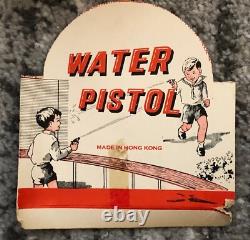 WATER
PISTOL
MADE IN HONG KONG